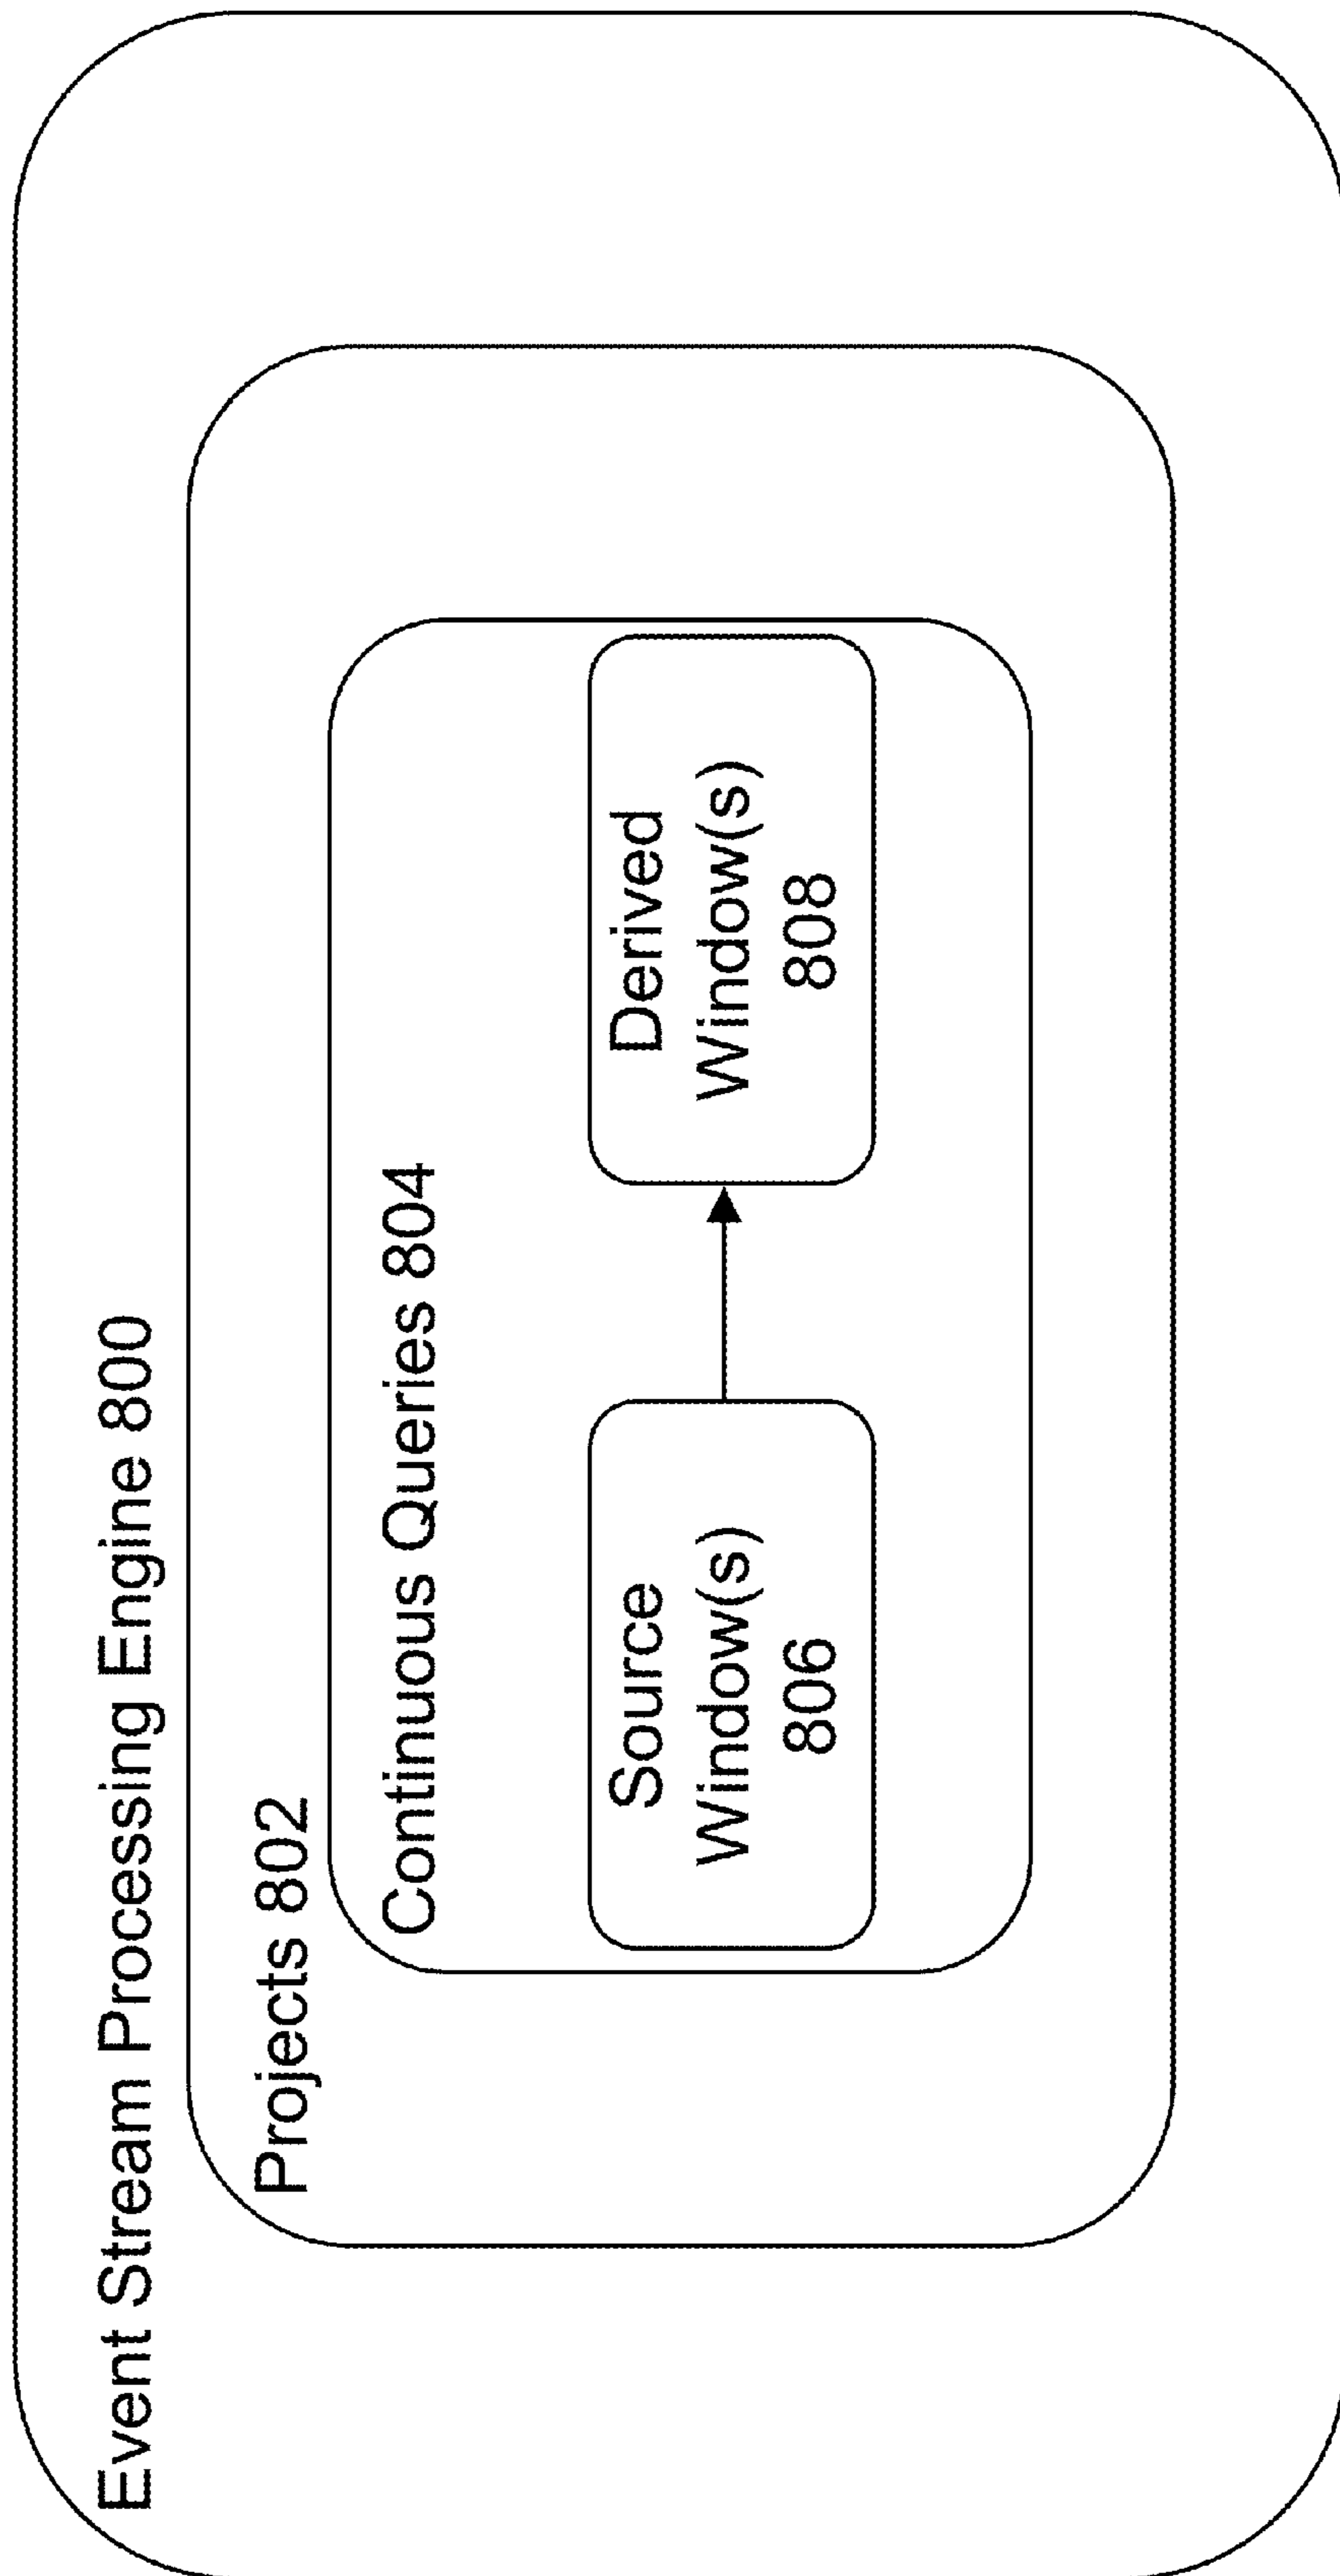 Event Stream Processing Engine 800
Projects 802
Continuous Queries 804
Source
Window(s)
806
Derived
Window(s)
808